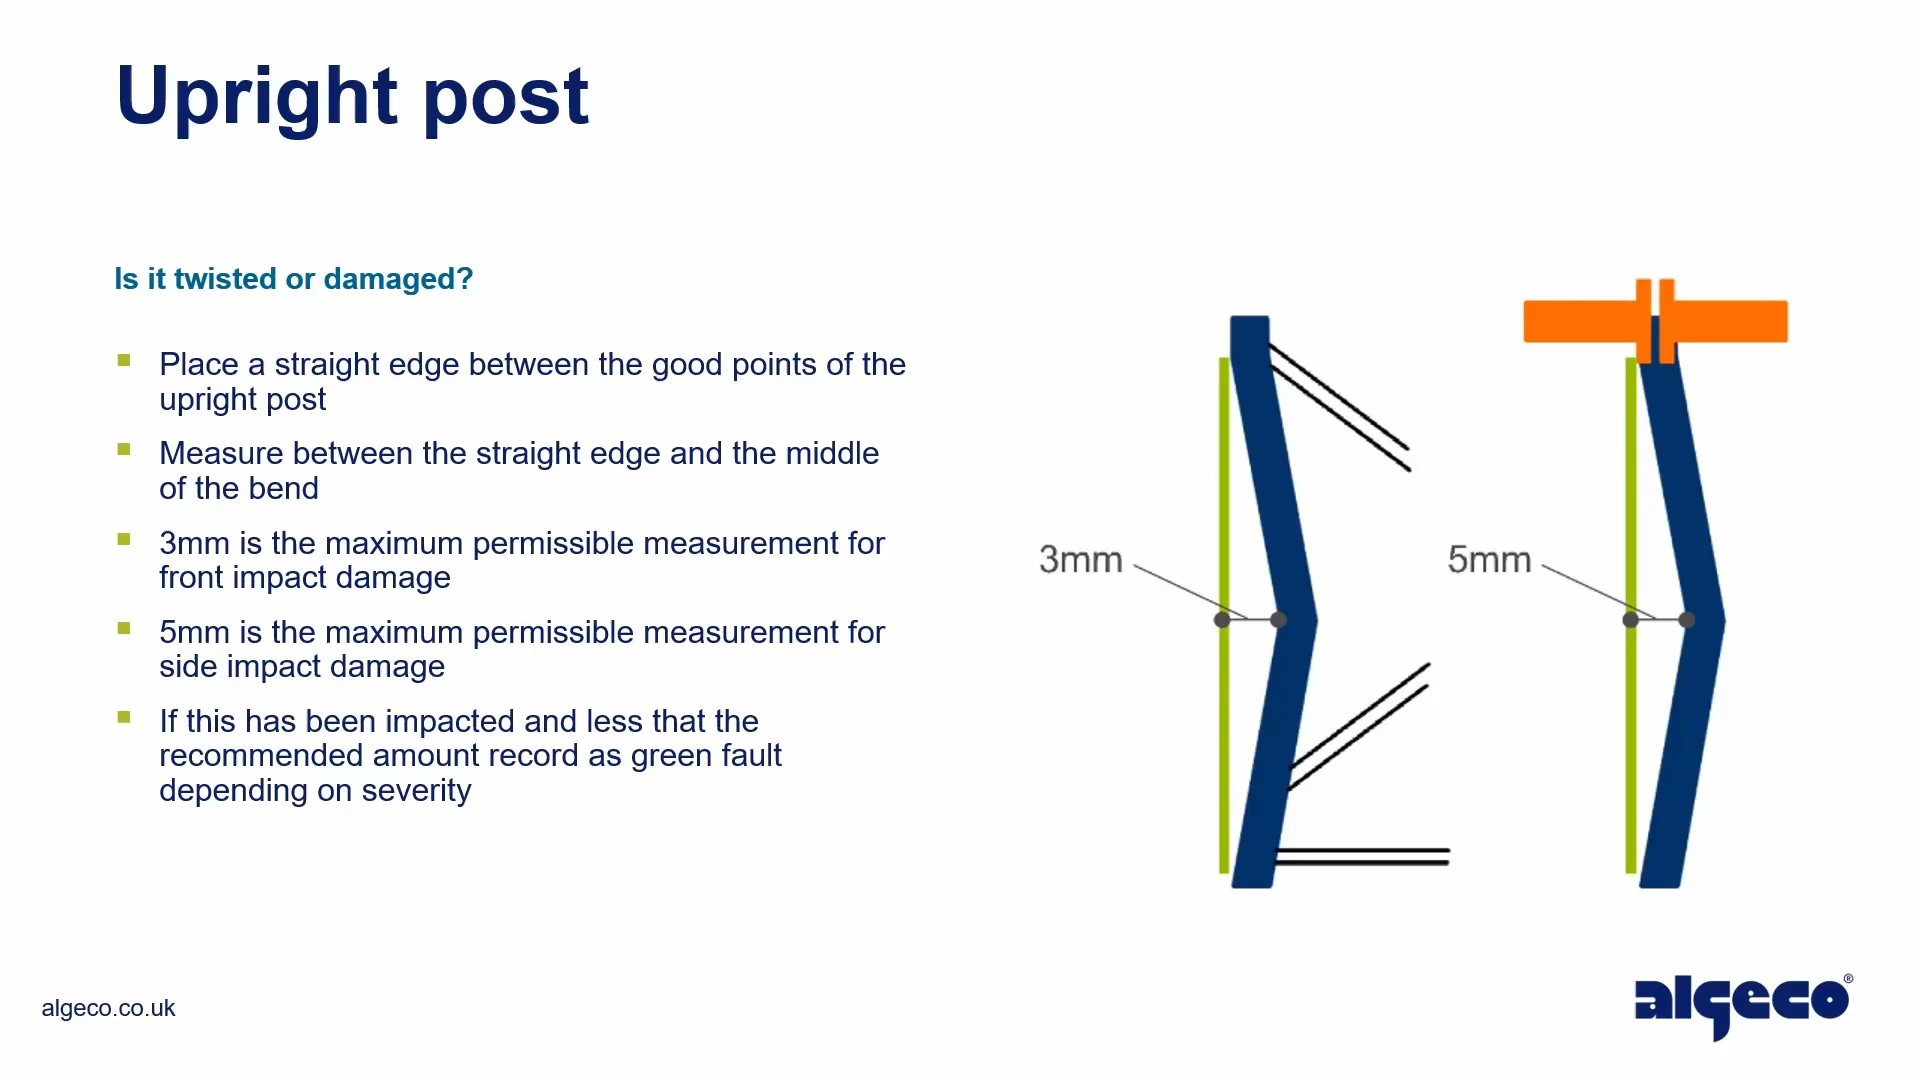 Upright post
Is it twisted or damaged?
Place a straight edge between the good points of the
upright post
Measure between the straight edge and the middle
of the bend
3mm is the maximum permissible measurement for
front impact damage
5mm is the maximum permissible measurement for
side impact damage
If this has been impacted and less that the
recommended amount record as green fault
depending on severity
3mm
5mm
algeco.co.uk
algeco®